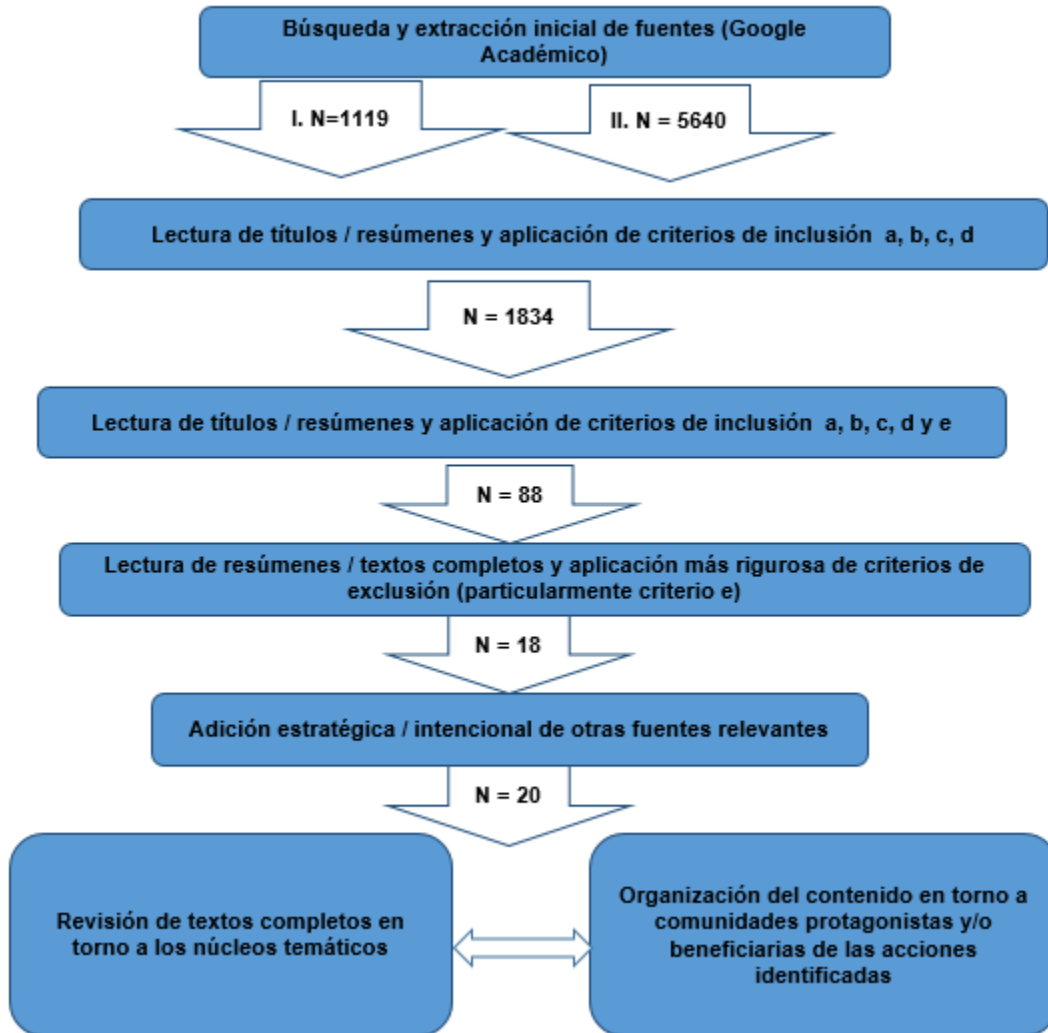 Búsqueda y extracción inicial de fuentes (Google
Académico)
I. N=1119
II. N = 5640
Lectura de títulos / resúmenes y aplicación de criterios de inclusión a, b, c, d
N = 1834
Lectura de títulos / resúmenes y aplicación de criterios de inclusión a, b, c, d y e
N = 88
Lectura de resúmenes / textos completos y aplicación más rigurosa de criterios de
exclusión (particularmente criterio e)
N = 18
Adición estratégica / intencional de otras fuentes relevantes
N = 20
Revisión de textos completos en
torno a los núcleos temáticos
Organización del contenido en torno a
comunidades protagonistas y/o
beneficiarias de las acciones
identificadas